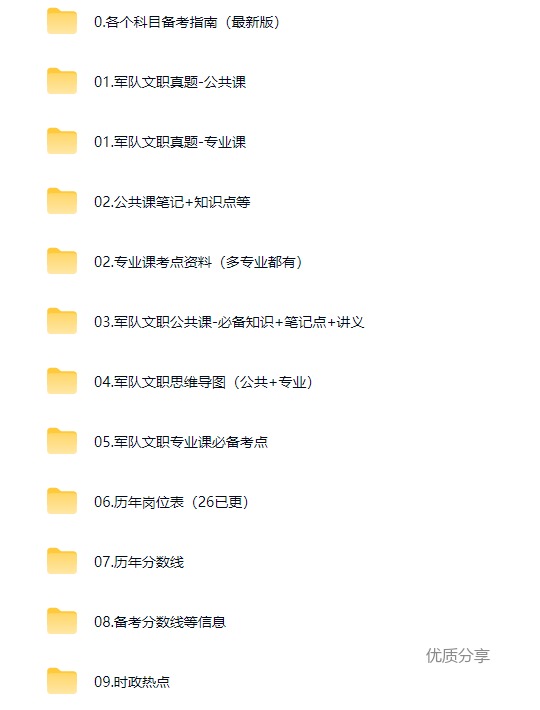 0.各个科目备考指南（最新版）
01.军队文职真题-公共课
01.军队文职真题-专业课
02.公共课笔记+知识点等
02.专业课考点资料（多专业都有）
03.军队文职公共课-必备知识+笔记点+讲义
04.军队文职思维导图（公共+专业）
05.军队文职专业课必备考点
06.历年岗位表（26已更）
07.历年分数线
08.备考分数线等信息
优质分享
09.时政热点